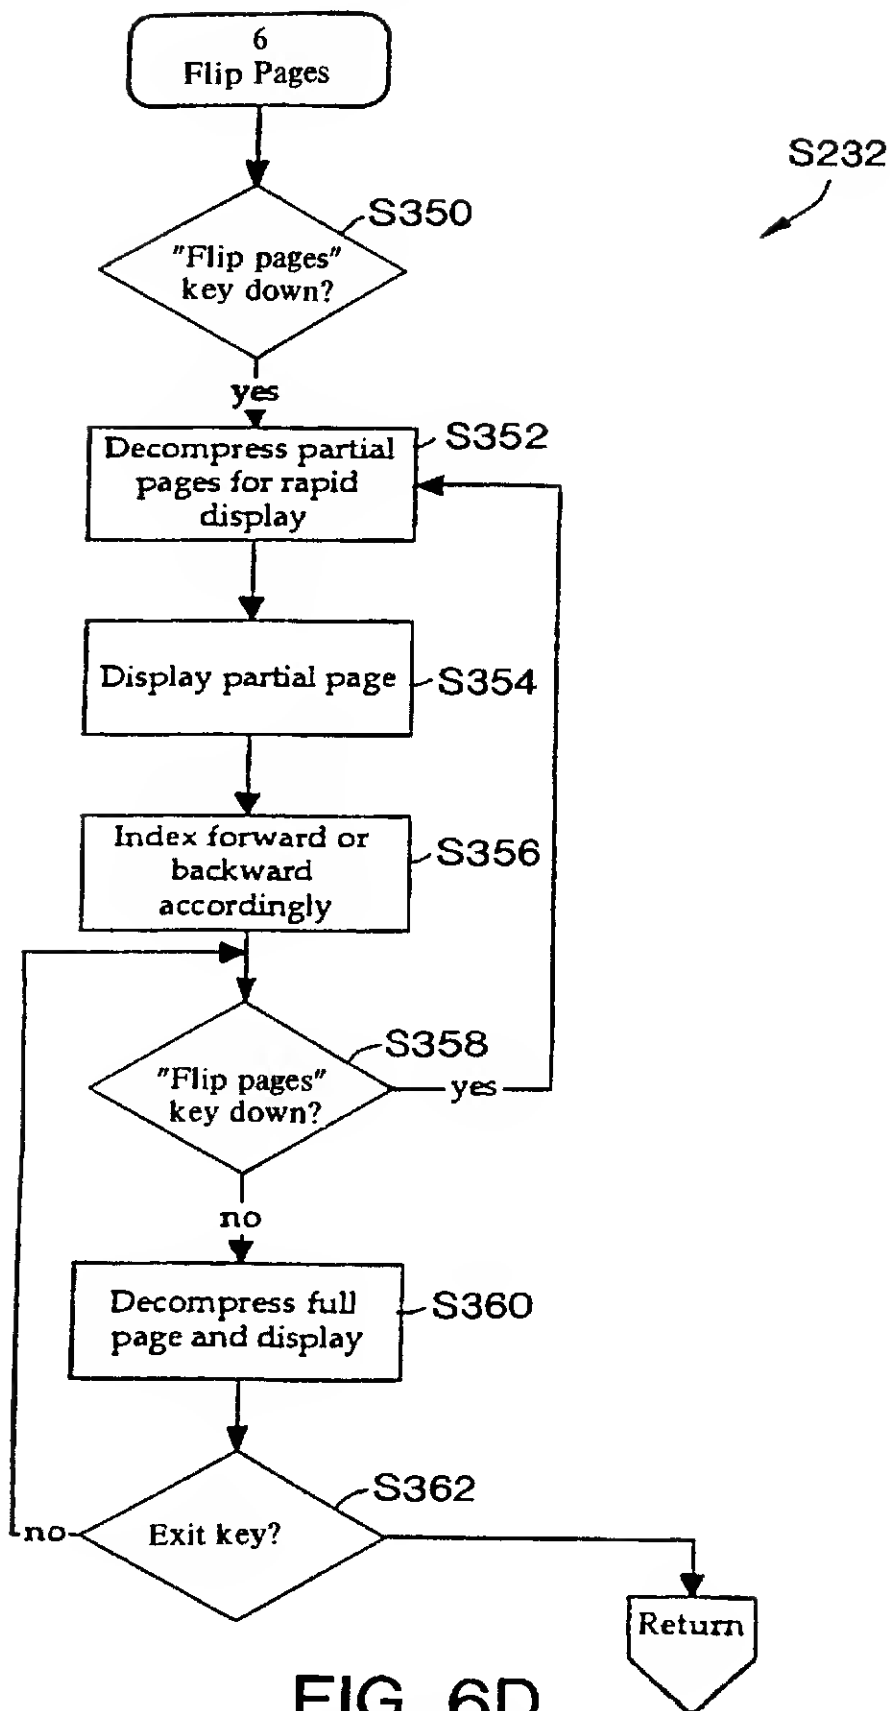 6
Flip Pages
S232
S350
"Flip pages"
key down?
yes
S352
Decompress partial
pages for rapid
display
Display partial page
S354
Index forward or
backward
accordingly
S356
S358
"Flip pages"
key down?
yes
no
Decompress full
page and display
S360
S362
Exit key?
no
Return
FIG. 6D